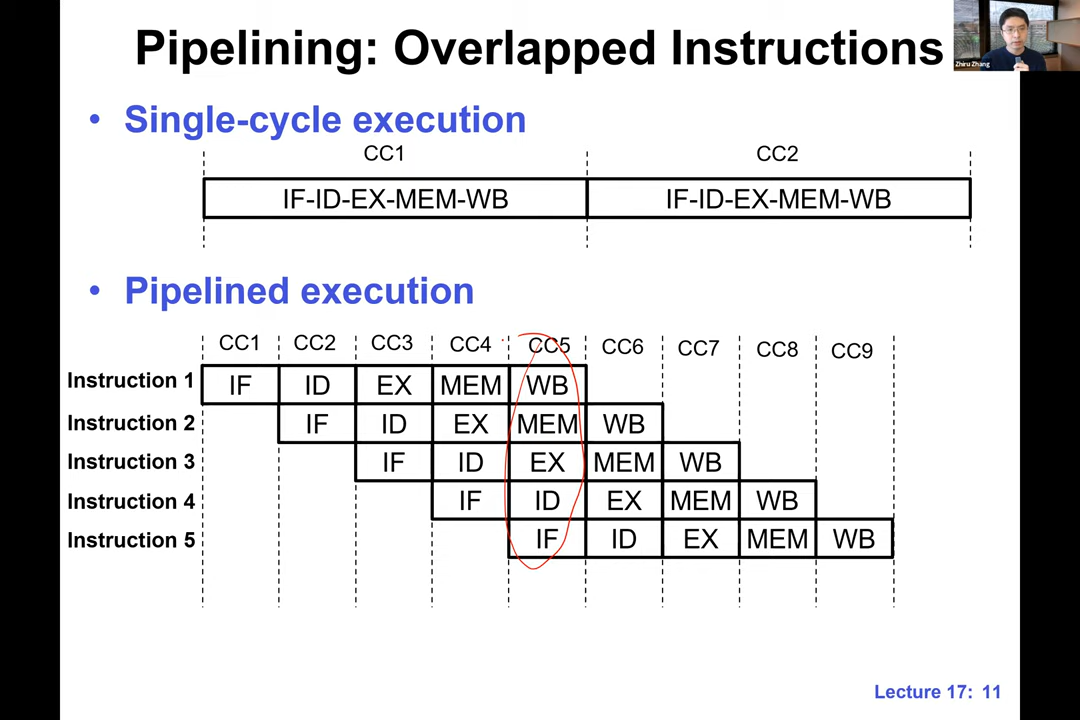 Pipelining: Overlapped Instructions
Zhiru Zhang
• Single-cycle execution
CC1 CC2
IF-ID-EX-MEM-WB IF-ID-EX-MEM-WB
• Pipelined execution
CC1 CC2 CC3 CC4 CC5 CC6 CC7 CC8 CC9
Instruction 1 IF ID EX MEM WB
Instruction 2 IF ID EX MEM WB
Instruction 3 IF ID EX MEM WB
Instruction 4 IF ID EX MEM WB
Instruction 5 IF ID EX MEM WB
Lecture 17: 11